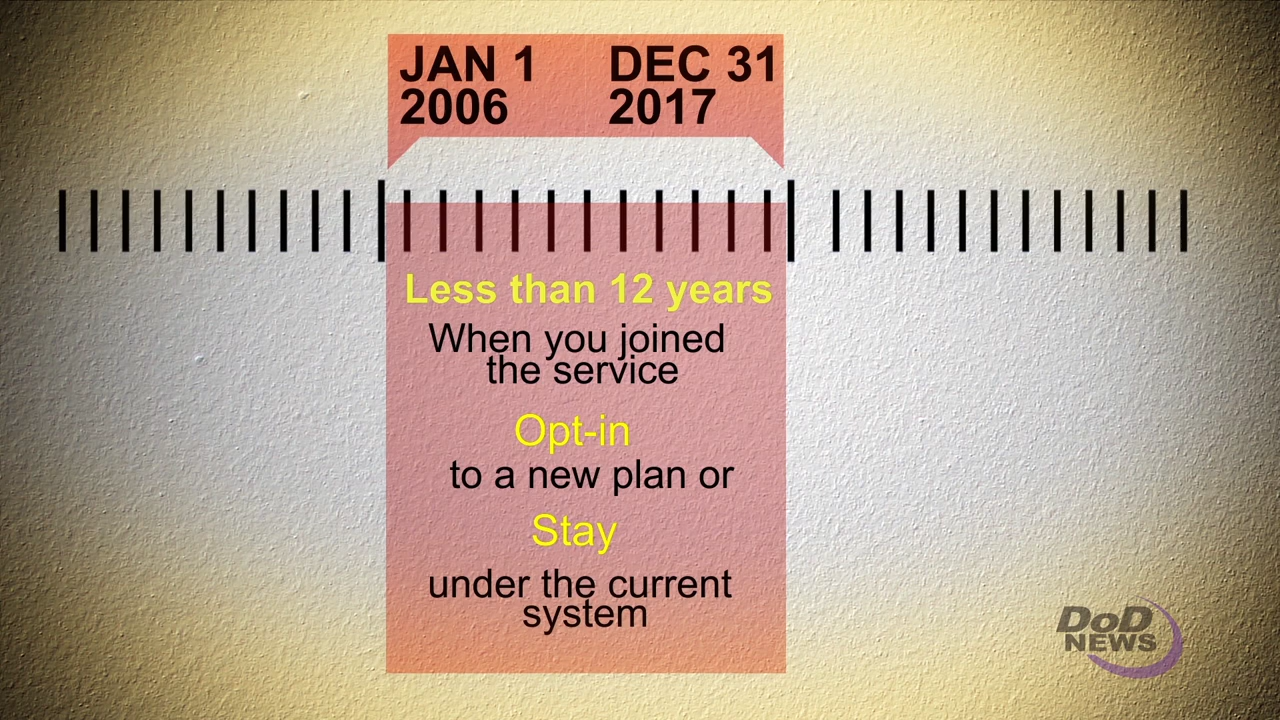 JAN 1
2006
DEC 31
2017
Less than 12 years
When you joined
the service
Opt-in
to a new plan or
Stay
under the current
system
DoD
NEWS